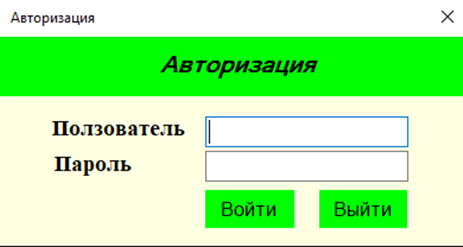 Авторизация
Авторизация
Ползователь
Пароль
Войти Выйти